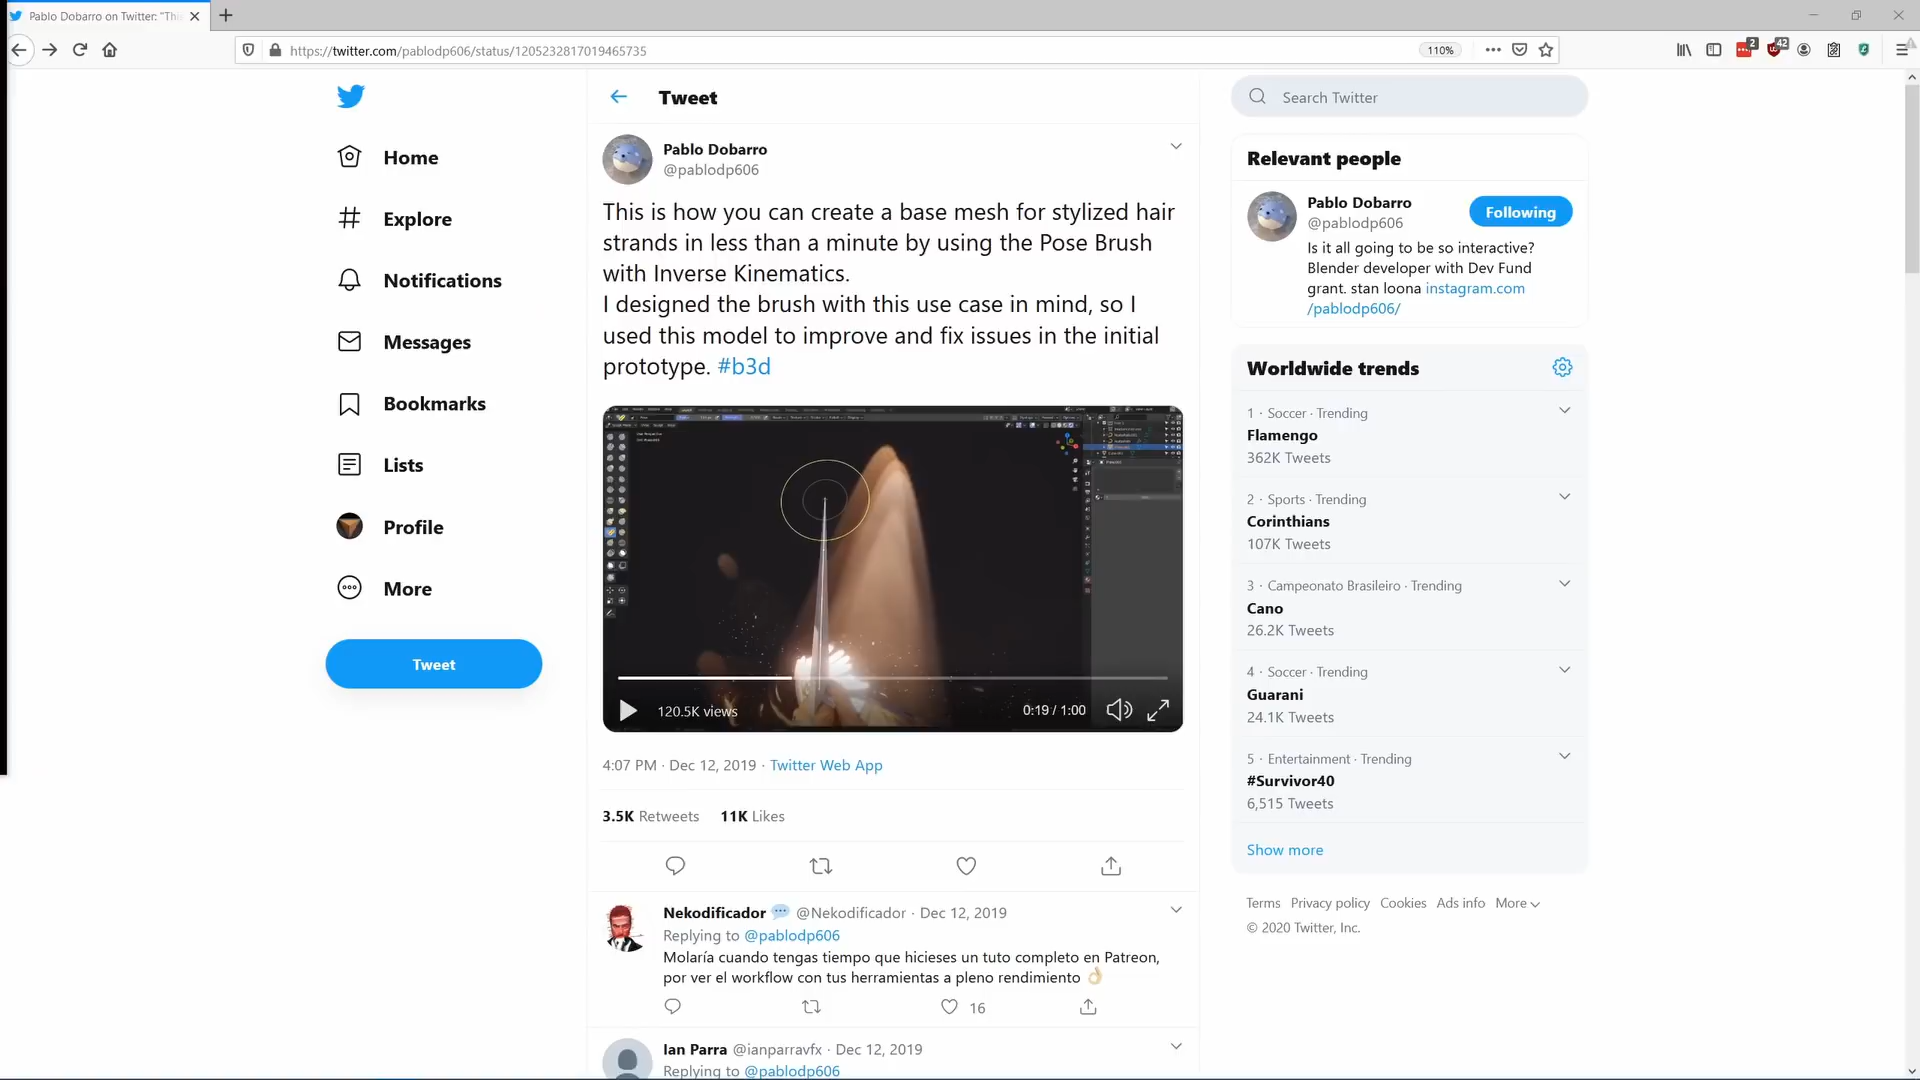 Pablo Dobarro on Twitter: "Thi
https://twitter.com/pablodp606/status/1205232817019465735
110%
2
42
Home
Explore
Notifications
Messages
Bookmarks
Lists
Profile
More
Tweet
Tweet
Pablo Dobarro
@pablodp606
This is how you can create a base mesh for stylized hair
strands in less than a minute by using the Pose Brush
with Inverse Kinematics.
I designed the brush with this use case in mind, so I
used this model to improve and fix issues in the initial
prototype. #b3d
120.5K views
0:19 / 1:00
4:07 PM · Dec 12, 2019 · Twitter Web App
3.5K Retweets 11K Likes
Nekodificador @Nekodificador · Dec 12, 2019
Replying to @pablodp606
Molaría cuando tengas tiempo que hicieses un tuto completo en Patreon,
por ver el workflow con tus herramientas a pleno rendimiento
16
Ian Parra @ianparravfx · Dec 12, 2019
Replying to @pablodp606
Search Twitter
Relevant people
Pablo Dobarro
@pablodp606
Following
Is it all going to be so interactive?
Blender developer with Dev Fund
grant. stan loona instagram.com
/pablodp606/
Worldwide trends
1 · Soccer · Trending
Flamengo
362K Tweets
2 · Sports · Trending
Corinthians
107K Tweets
3 · Campeonato Brasileiro · Trending
Cano
26.2K Tweets
4 · Soccer · Trending
Guarani
24.1K Tweets
5 · Entertainment · Trending
#Survivor40
6,515 Tweets
Show more
Terms Privacy policy Cookies Ads info More
© 2020 Twitter, Inc.